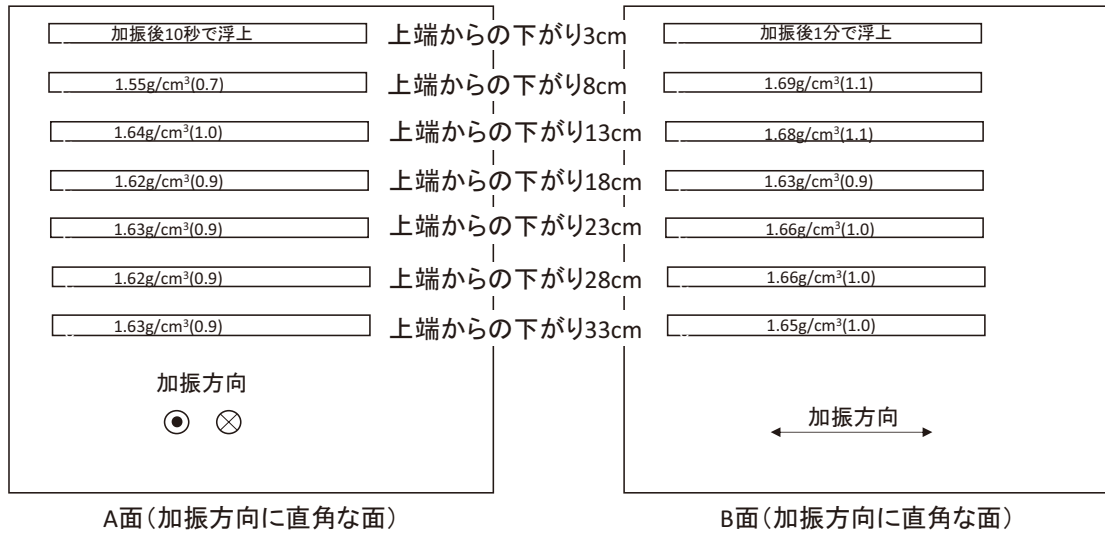 加振後10秒で浮上
上端からの下がり3cm
加振後1分で浮上
1.55g/cm³(0.7)
上端からの下がり8cm
1.69g/cm³(1.1)
1.64g/cm³(1.0)
上端からの下がり13cm
1.68g/cm³(1.1)
1.62g/cm³(0.9)
上端からの下がり18cm
1.63g/cm³(0.9)
1.63g/cm³(0.9)
上端からの下がり23cm
1.66g/cm³(1.0)
1.62g/cm³(0.9)
上端からの下がり28cm
1.66g/cm³(1.0)
1.63g/cm³(0.9)
上端からの下がり33cm
1.65g/cm³(1.0)
加振方向
加振方向
A面(加振方向に直角な面)
B面(加振方向に直角な面)